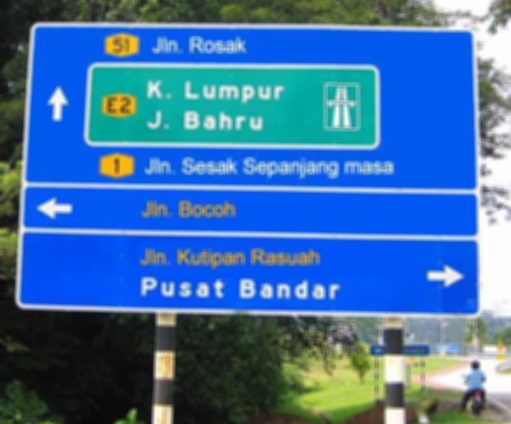 51 Jln. Rosak
E2 K. Lumpur
J. Bahru
1 Jln. Sesak Sepanjang masa
Jln. Bocoh
Jln. Kutipan Rasuah
Pusat Bandar